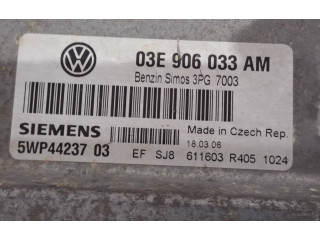 03E 906 033 AM
Benzin Simos 3PG 7003
SIEMENS
Made in Czech Rep.
18.03.06
5WP44237 03
EF SJ8 611603 R405 1024